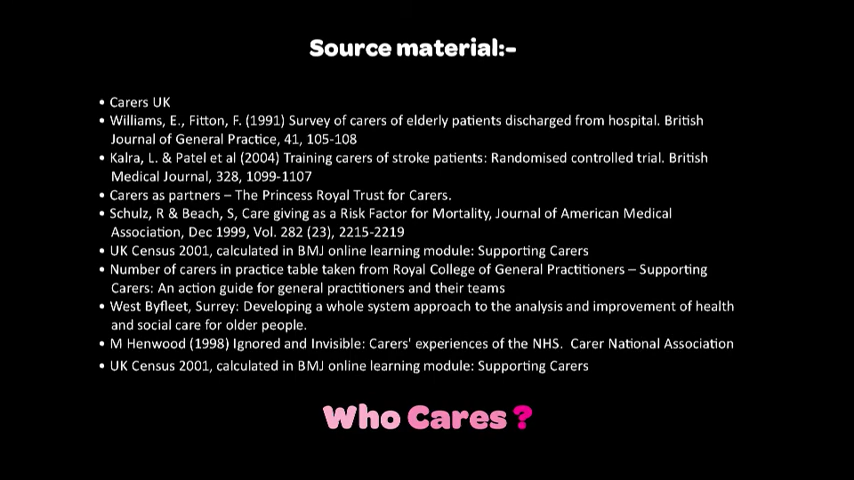 Source material:-
• Carers UK
• Williams, E., Fitton, F. (1991) Survey of carers of elderly patients discharged from hospital. British
Journal of General Practice, 41, 105-108
• Kalra, L. & Patel et al (2004) Training carers of stroke patients: Randomised controlled trial. British
Medical Journal, 328, 1099-1107
• Carers as partners – The Princess Royal Trust for Carers.
• Schulz, R & Beach, S, Care giving as a Risk Factor for Mortality, Journal of American Medical
Association, Dec 1999, Vol. 282 (23), 2215-2219
• UK Census 2001, calculated in BMJ online learning module: Supporting Carers
• Number of carers in practice table taken from Royal College of General Practitioners – Supporting
Carers: An action guide for general practitioners and their teams
• West Byfleet, Surrey: Developing a whole system approach to the analysis and improvement of health
and social care for older people.
• M Henwood (1998) Ignored and Invisible: Carers' experiences of the NHS.  Carer National Association
• UK Census 2001, calculated in BMJ online learning module: Supporting Carers
Who Cares ?